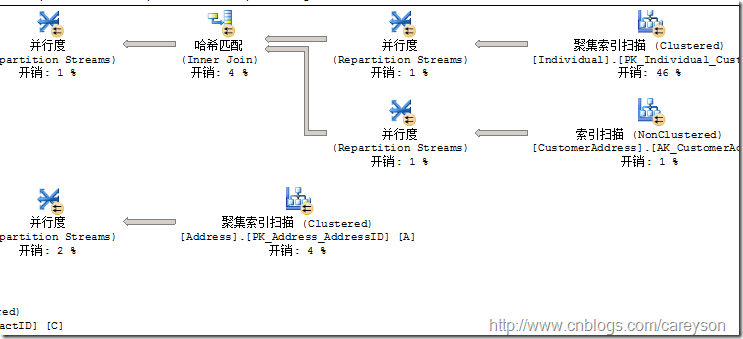 并行度
partition Streams)
开销: 1 %
哈希匹配
(Inner Join)
开销: 4 %
并行度
(Repartition Streams)
开销: 1 %
聚集索引扫描 (Clustered)
[Individual].[PK_Individual_Cust
开销: 46 %
并行度
(Repartition Streams)
开销: 1 %
索引扫描 (NonClustered)
[CustomerAddress].[AK_CustomerAd
开销: 1 %
并行度
partition Streams)
开销: 2 %
聚集索引扫描 (Clustered)
[Address].[PK_Address_AddressID] [A]
开销: 4 %
red)
actID] [C]
http://www.cnblogs.com/careyson